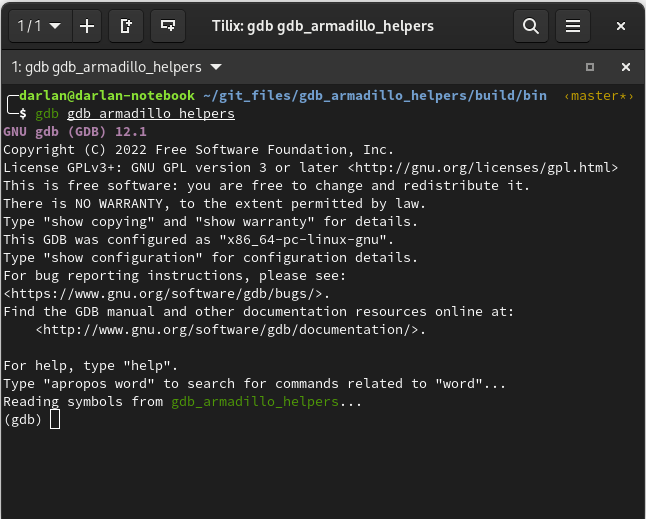 1/1
Tilix: gdb gdb_armadillo_helpers
1: gdb gdb_armadillo_helpers
darlan@darlan-notebook ~/git_files/gdb_armadillo_helpers/build/bin ‹master*›
$ gdb gdb_armadillo_helpers
GNU gdb (GDB) 12.1
Copyright (C) 2022 Free Software Foundation, Inc.
License GPLv3+: GNU GPL version 3 or later <http://gnu.org/licenses/gpl.html>
This is free software: you are free to change and redistribute it.
There is NO WARRANTY, to the extent permitted by law.
Type "show copying" and "show warranty" for details.
This GDB was configured as "x86_64-pc-linux-gnu".
Type "show configuration" for configuration details.
For bug reporting instructions, please see:
<https://www.gnu.org/software/gdb/bugs/>.
Find the GDB manual and other documentation resources online at:
    <http://www.gnu.org/software/gdb/documentation/>.

For help, type "help".
Type "apropos word" to search for commands related to "word"...
Reading symbols from gdb_armadillo_helpers...
(gdb)